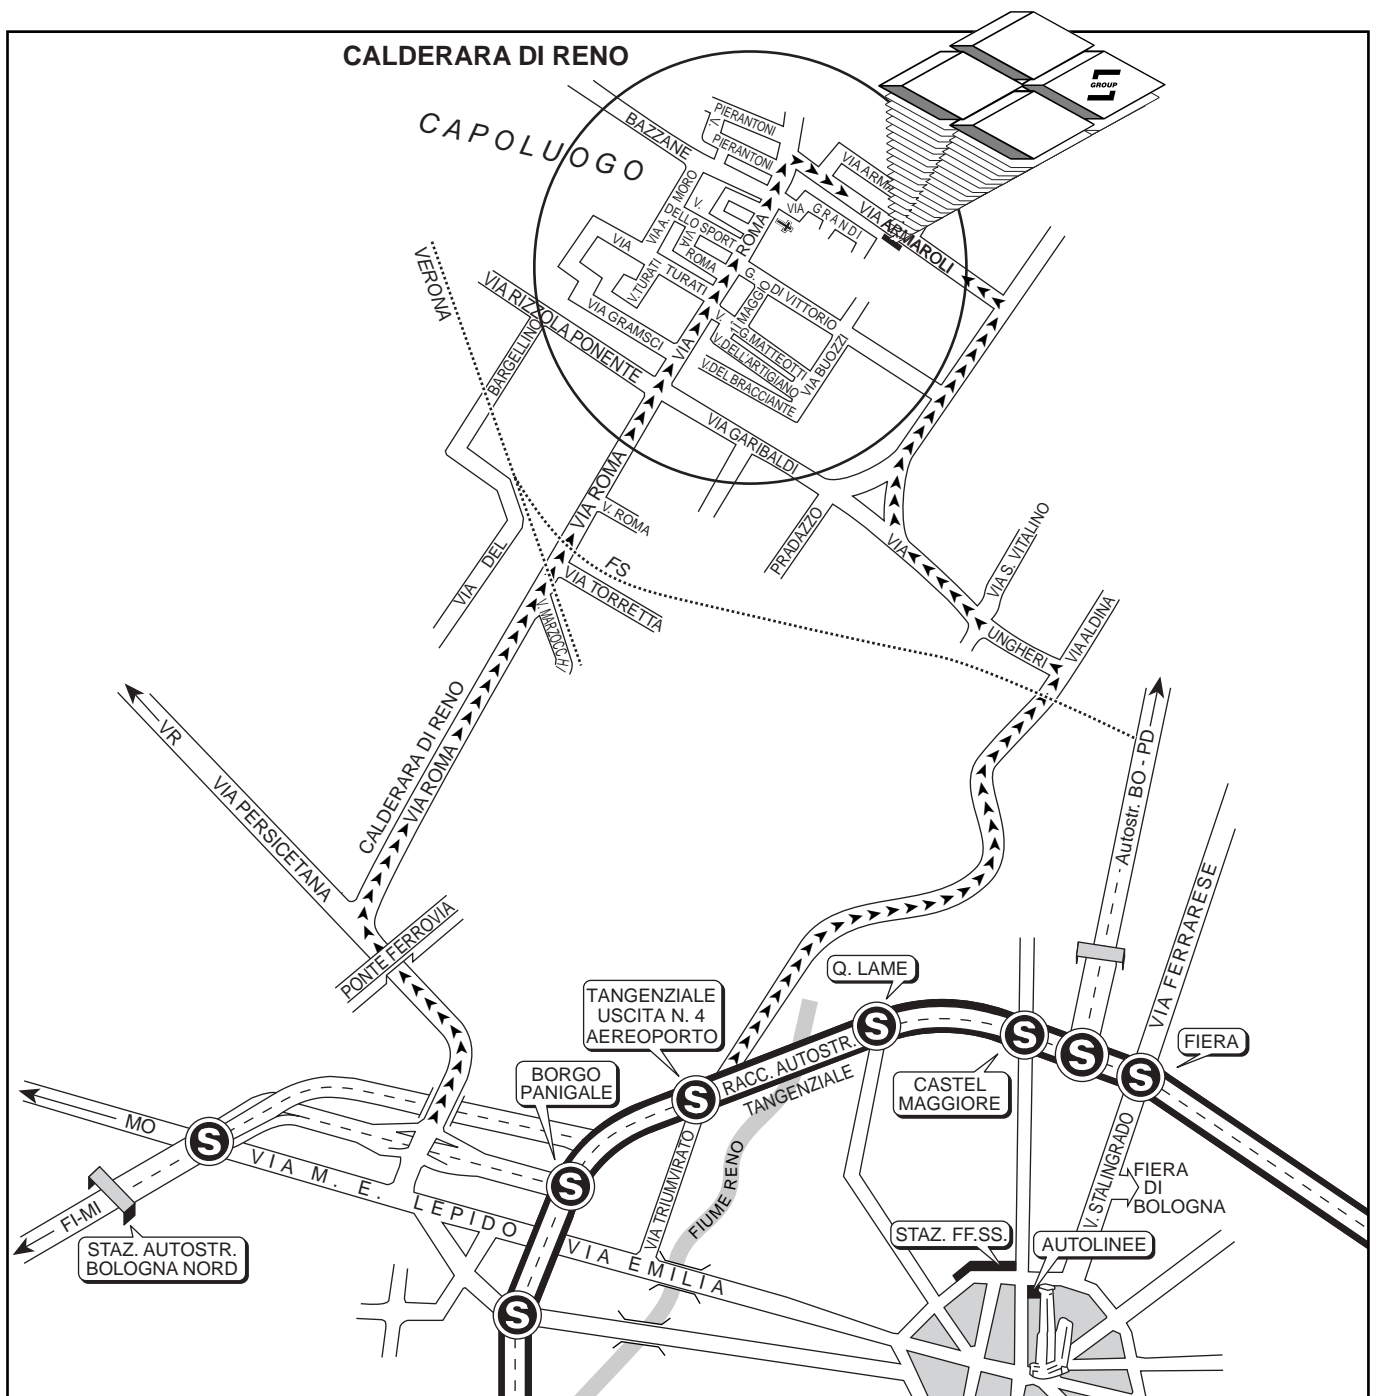 CALDERARA DI RENO
CAPOLUOGO
GROUP
BAZZANE
PIERANTONI
V.
PIERANTONI
VIA ARMA
VIA ARMAROLI
VIA GRANDI
VIA A. MORO
V. DELLO SPORT
VIA ROMA
VIA TURATI
V. TURATI
VIA GRAMSCI
VIA ROMA
G. DI VITTORIO
V. 1 MAGGIO
G. MATTEOTTI
V. DELL'ARTIGIANO
V. DEL BRACCIANTE
VIA BUOZZI
VERONA
VIA RIZZOLA PONENTE
VIA DEL BARGELLINO
VIA GARIBALDI
VIA ROMA
V. ROMA
FS
VIA TORRETTA
V. MARZOCCHI
PRADAZZO
VIA UNGHERI
VIA S. VITALINO
VIA ALDINA
CALDERARA DI RENO
VIA ROMA
VR
VIA PERSICETANA
PONTE FERROVIA
Autostr. BO - PD
VIA FERRARESE
Q. LAME
TANGENZIALE
USCITA N. 4
AEREOPORTO
BORGO
PANIGALE
S
S
S
S
S
S
S
S
RACC. AUTOSTR.
TANGENZIALE
CASTEL
MAGGIORE
FIERA
MO
FI-MI
STAZ. AUTOSTR.
BOLOGNA NORD
VIA M. E. LEPIDO
VIA EMILIA
VIA TRIUMVIRATO
FIUME RENO
V. STALINGRADO
FIERA
DI
BOLOGNA
STAZ. FF.SS.
AUTOLINEE